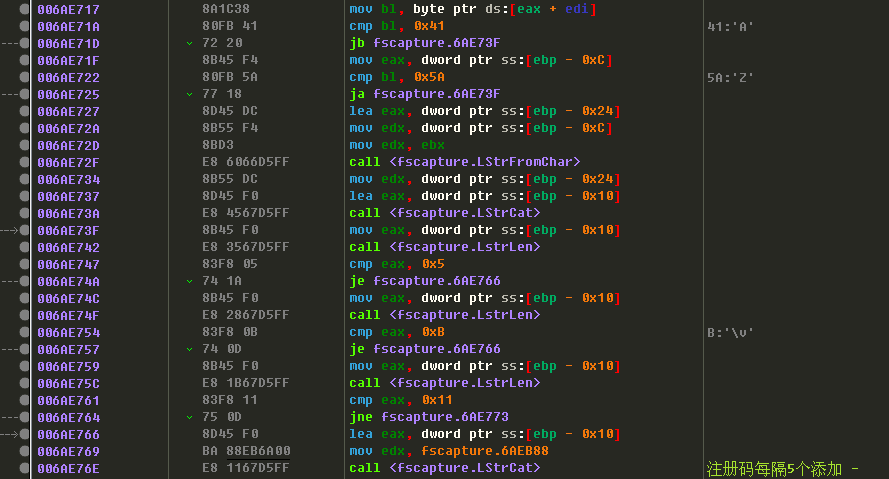 006AE717 8A1C38 mov bl, byte ptr ds:[eax + edi]
006AE71A 80FB 41 cmp bl, 0x41 41:'A'
006AE71D 72 20 jb fscapture.6AE73F
006AE71F 8B45 F4 mov eax, dword ptr ss:[ebp - 0xC]
006AE722 80FB 5A cmp bl, 0x5A 5A:'Z'
006AE725 77 18 ja fscapture.6AE73F
006AE727 8D45 DC lea eax, dword ptr ss:[ebp - 0x24]
006AE72A 8B55 F4 mov edx, dword ptr ss:[ebp - 0xC]
006AE72D 8BD3 mov edx, ebx
006AE72F E8 6066D5FF call <fscapture.LStrFromChar>
006AE734 8B55 DC mov edx, dword ptr ss:[ebp - 0x24]
006AE737 8D45 F0 lea eax, dword ptr ss:[ebp - 0x10]
006AE73A E8 4567D5FF call <fscapture.LStrCat>
006AE73F 8B45 F0 mov eax, dword ptr ss:[ebp - 0x10]
006AE742 E8 3567D5FF call <fscapture.LstrLen>
006AE747 83F8 05 cmp eax, 0x5
006AE74A 74 1A je fscapture.6AE766
006AE74C 8B45 F0 mov eax, dword ptr ss:[ebp - 0x10]
006AE74F E8 2867D5FF call <fscapture.LstrLen>
006AE754 83F8 0B cmp eax, 0xB B:'\v'
006AE757 74 0D je fscapture.6AE766
006AE759 8B45 F0 mov eax, dword ptr ss:[ebp - 0x10]
006AE75C E8 1B67D5FF call <fscapture.LstrLen>
006AE761 83F8 11 cmp eax, 0x11
006AE764 75 0D jne fscapture.6AE773
006AE766 8D45 F0 lea eax, dword ptr ss:[ebp - 0x10]
006AE769 BA 88EB6A00 mov edx, fscapture.6AEB88
006AE76E E8 1167D5FF call <fscapture.LStrCat> 注册码每隔5个添加 -